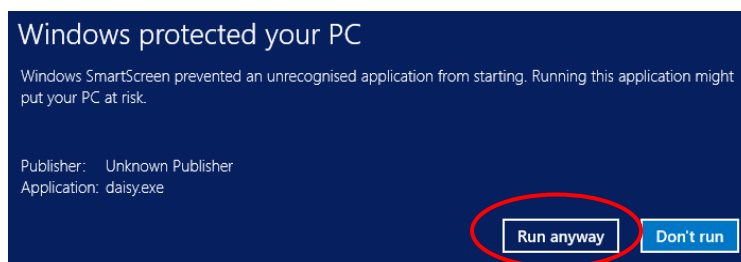 Windows protected your PC
Windows SmartScreen prevented an unrecognised application from starting. Running this application might
put your PC at risk.
Publisher: Unknown Publisher
Application: daisy.exe
Run anyway Don't run